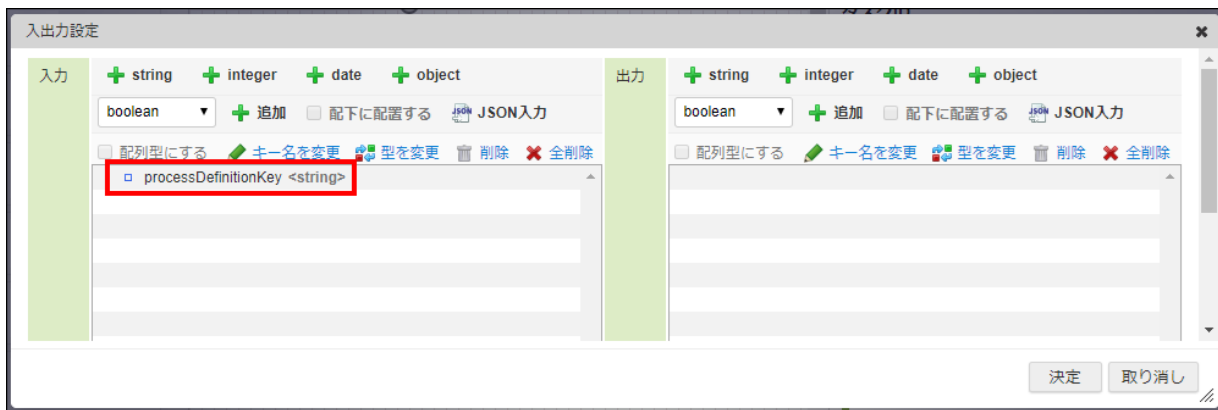 入出力設定
入力
string integer date object
boolean 追加 配下に配置する JSON JSON入力
配列型にする キー名を変更 型を変更 削除 全削除
processDefinitionKey <string>
出力
string integer date object
boolean 追加 配下に配置する JSON JSON入力
配列型にする キー名を変更 型を変更 削除 全削除
決定 取り消し